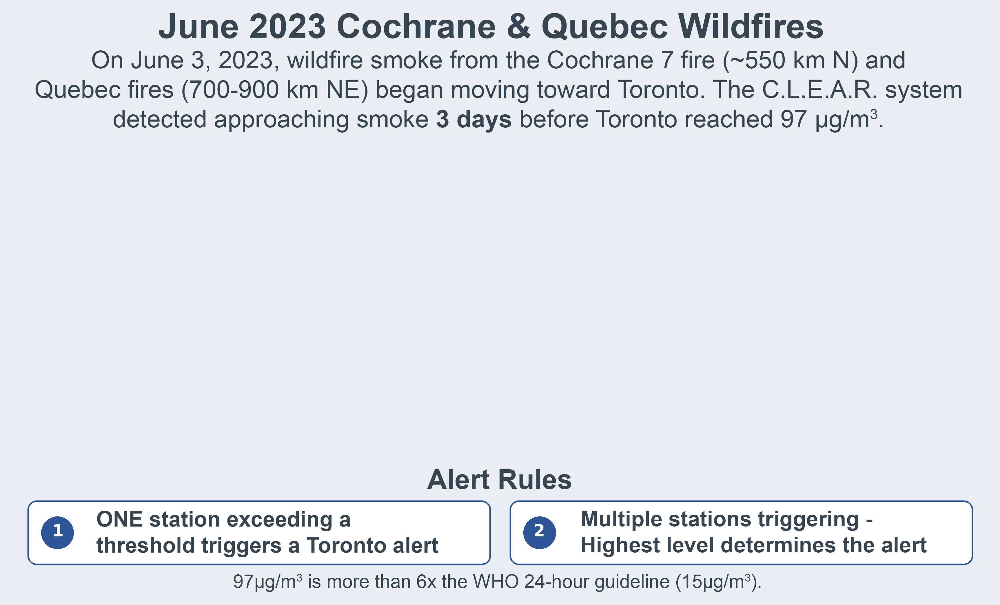 June 2023 Cochrane & Quebec Wildfires
On June 3, 2023, wildfire smoke from the Cochrane 7 fire (~550 km N) and
Quebec fires (700-900 km NE) began moving toward Toronto. The C.L.E.A.R. system
detected approaching smoke 3 days before Toronto reached 97 µg/m³.
Alert Rules
1
ONE station exceeding a
threshold triggers a Toronto alert
2
Multiple stations triggering -
Highest level determines the alert
97µg/m³ is more than 6x the WHO 24-hour guideline (15µg/m³).